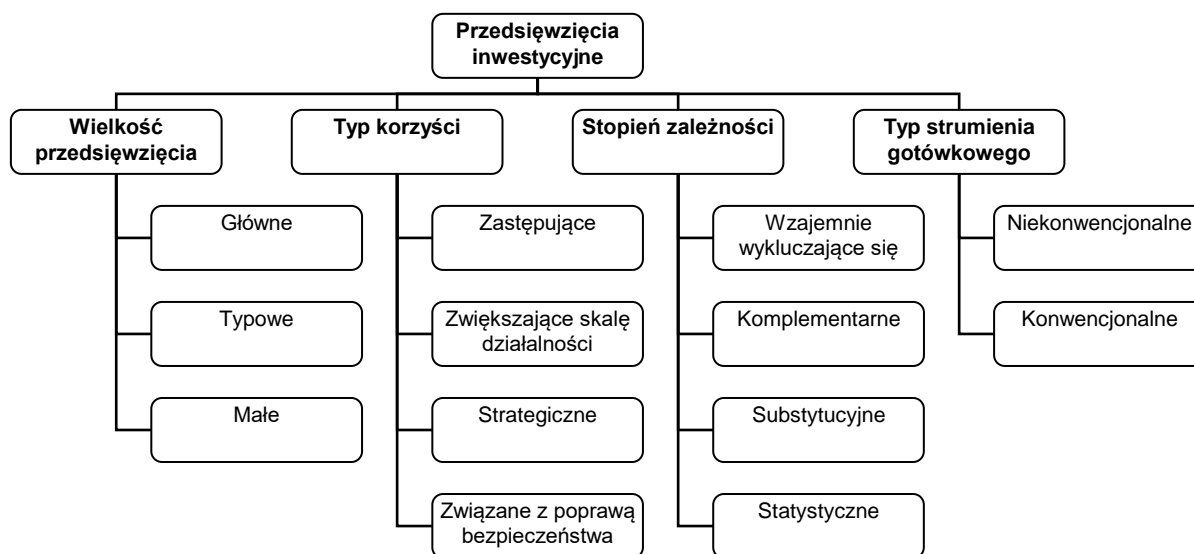 Przedsięwzięcia
inwestycyjne
Wielkość
przedsięwzięcia
Typ korzyści
Stopień zależności
Typ strumienia
gotówkowego
Główne
Typowe
Małe
Zastępujące
Zwiększające skalę
działalności
Strategiczne
Związane z poprawą
bezpieczeństwa
Wzajemnie
wykluczające się
Komplementarne
Substytucyjne
Statystyczne
Niekonwencjonalne
Konwencjonalne